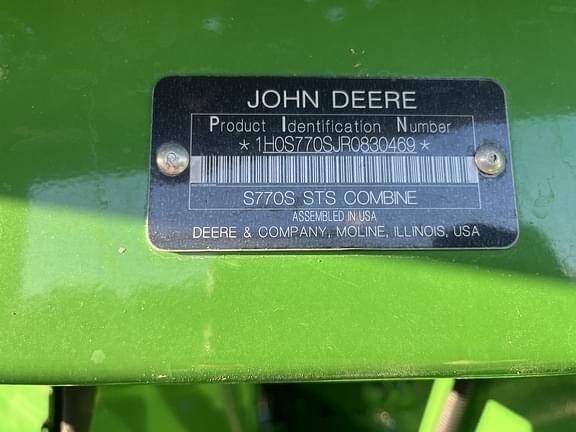 JOHN DEERE
Product Identification Number
*1H0S770SJR0830469*
S770S STS COMBINE
ASSEMBLED IN USA
DEERE & COMPANY, MOLINE, ILLINOIS, USA